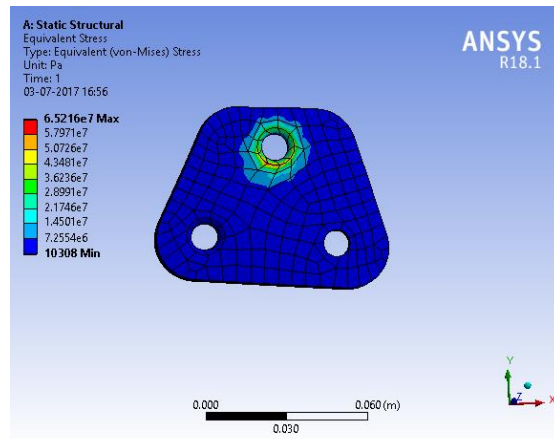 A: Static Structural
Equivalent Stress
Type: Equivalent (von-Mises) Stress
Unit: Pa
Time: 1
03-07-2017 16:56
ANSYS
R18.1
6.5216e7 Max
5.7971e7
5.0726e7
4.3481e7
3.6236e7
2.8991e7
2.1746e7
1.4501e7
7.2554e6
10308 Min
Y
Z
X
0.000
0.060 (m)
0.030